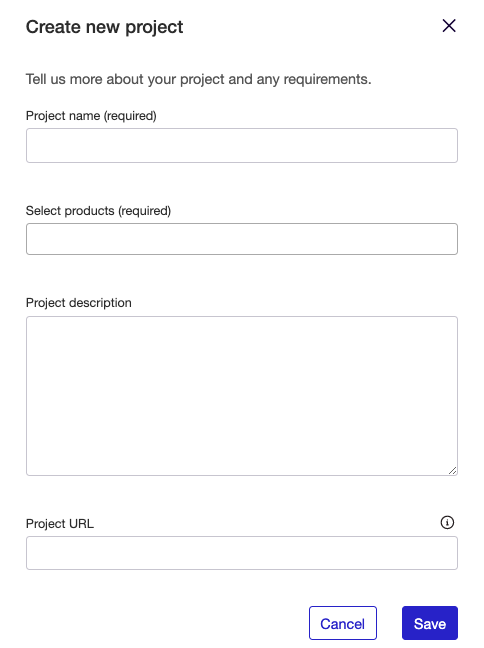 Create new project
Tell us more about your project and any requirements.
Project name (required)
Select products (required)
Project description
Project URL
Cancel
Save